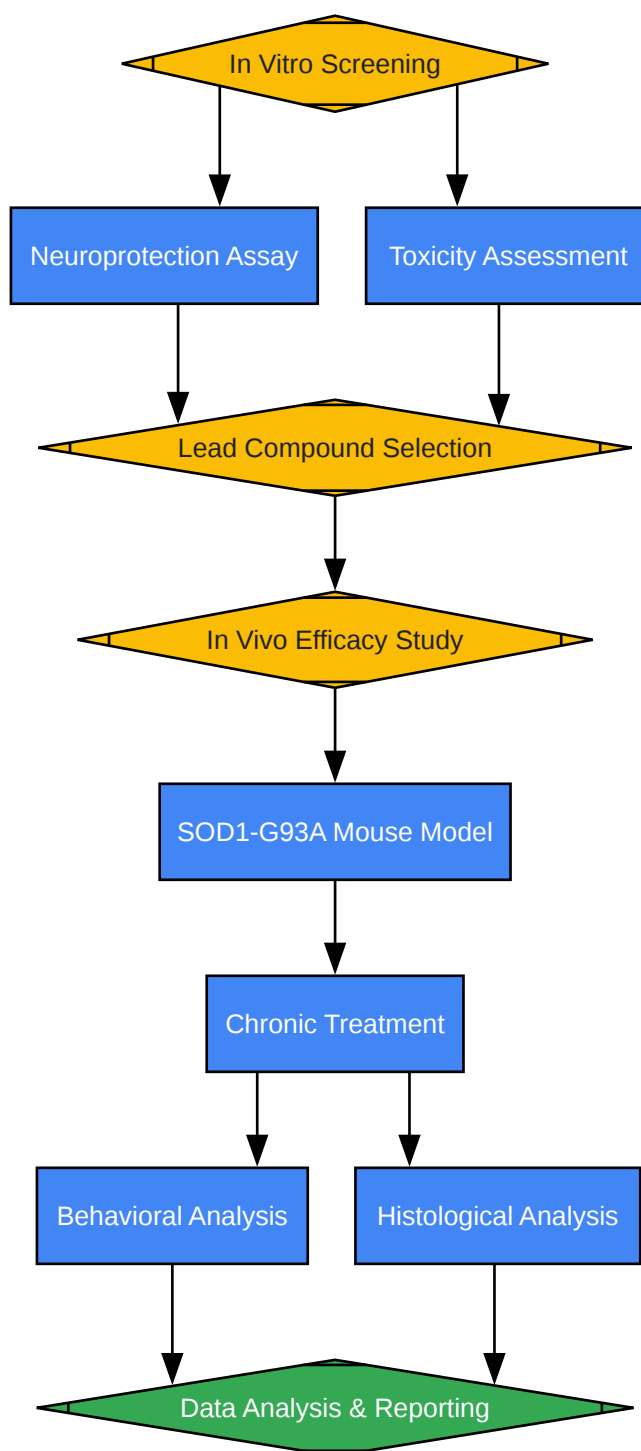 In Vitro Screening
Neuroprotection Assay
Toxicity Assessment
Lead Compound Selection
In Vivo Efficacy Study
SOD1-G93A Mouse Model
Chronic Treatment
Behavioral Analysis
Histological Analysis
Data Analysis & Reporting